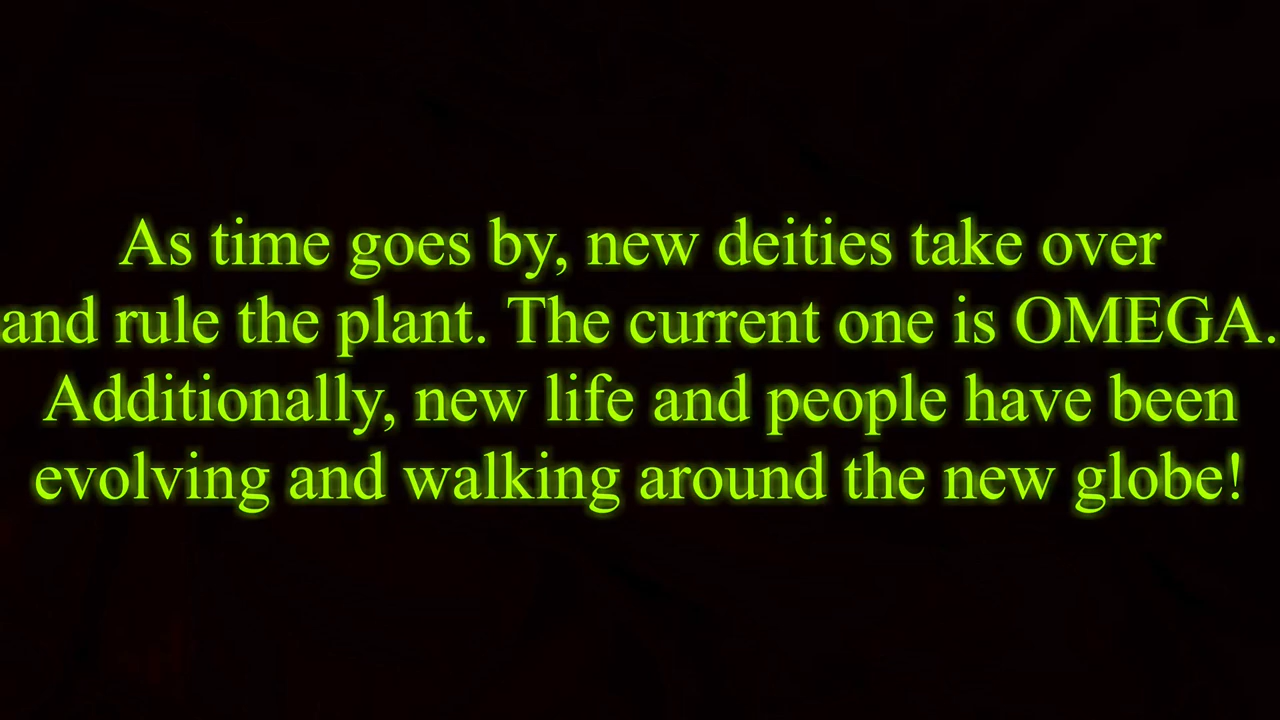 As time goes by, new deities take over
and rule the plant. The current one is OMEGA.
Additionally, new life and people have been
evolving and walking around the new globe!